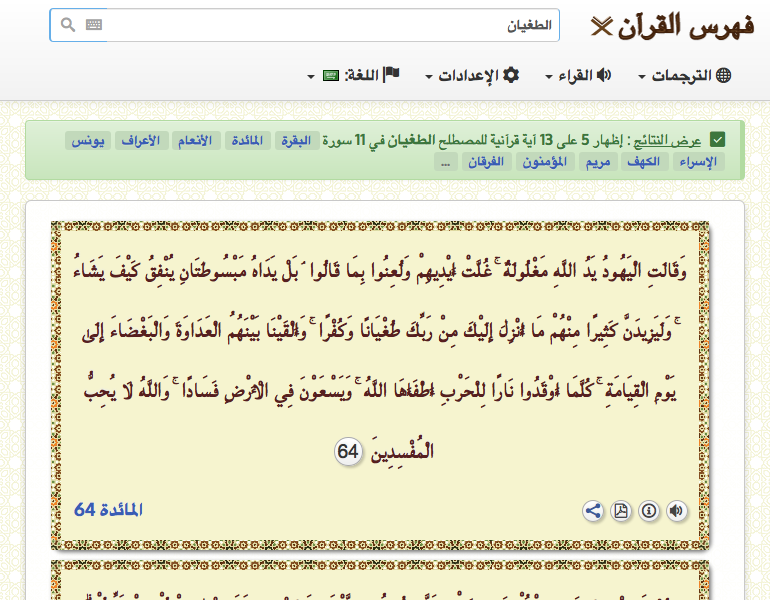 فهرس القرآن
الطغيان
الترجمات
القراء
الإعدادات
اللغة:
عرض النتائج : إظهار 5 على 13 آية قرآنية للمصطلح الطغيان في 11 سورة البقرة المائدة الأنعام الأعراف يونس
الإسراء الكهف مريم المؤمنون الفرقان ...
وَقَالَتِ الْيَهُودُ يَدُ اللَّهِ مَغْلُولَةٌ ۚ غُلَّتْ أَيْدِيهِمْ وَلُعِنُوا بِمَا قَالُوا ۘ بَلْ يَدَاهُ مَبْسُوطَتَانِ يُنْفِقُ كَيْفَ يَشَاءُ
ۚ وَلَيَزِيدَنَّ كَثِيرًا مِنْهُمْ مَا أُنْزِلَ إِلَيْكَ مِنْ رَبِّكَ طُغْيَانًا وَكُفْرًا ۚ وَأَلْقَيْنَا بَيْنَهُمُ الْعَدَاوَةَ وَالْبَغْضَاءَ إِلَىٰ
يَوْمِ الْقِيَامَةِ ۚ كُلَّمَا أَوْقَدُوا نَارًا لِلْحَرْبِ أَطْفَأَهَا اللَّهُ ۚ وَيَسْعَوْنَ فِي الْأَرْضِ فَسَادًا ۚ وَاللَّهُ لَا يُحِبُّ
الْمُفْسِدِينَ 64
المائدة 64